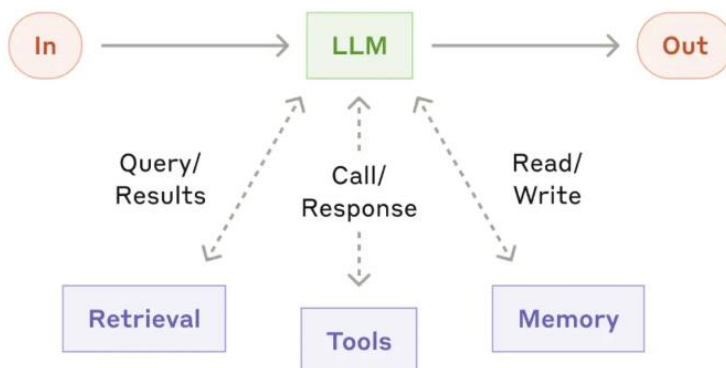 In
LLM
Out
Query/
Results
Call/
Response
Read/
Write
Retrieval
Tools
Memory